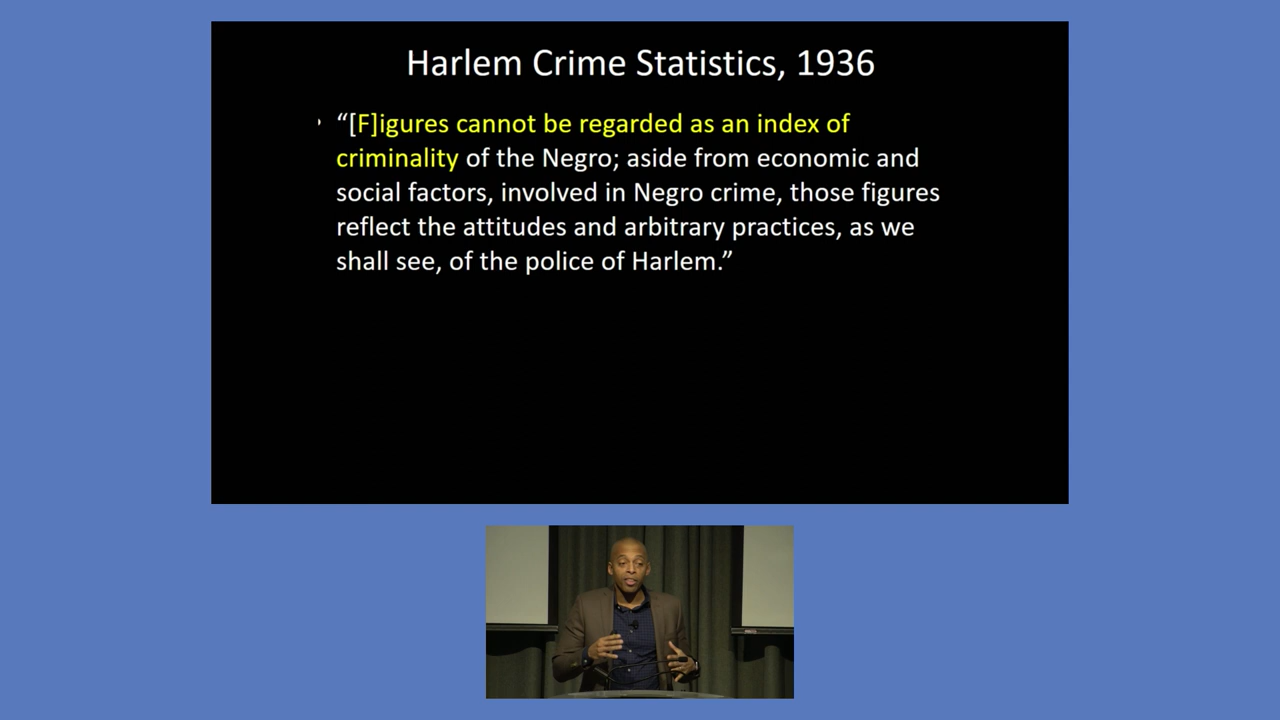 Harlem Crime Statistics, 1936
“[F]igures cannot be regarded as an index of
criminality of the Negro; aside from economic and
social factors, involved in Negro crime, those figures
reflect the attitudes and arbitrary practices, as we
shall see, of the police of Harlem.”